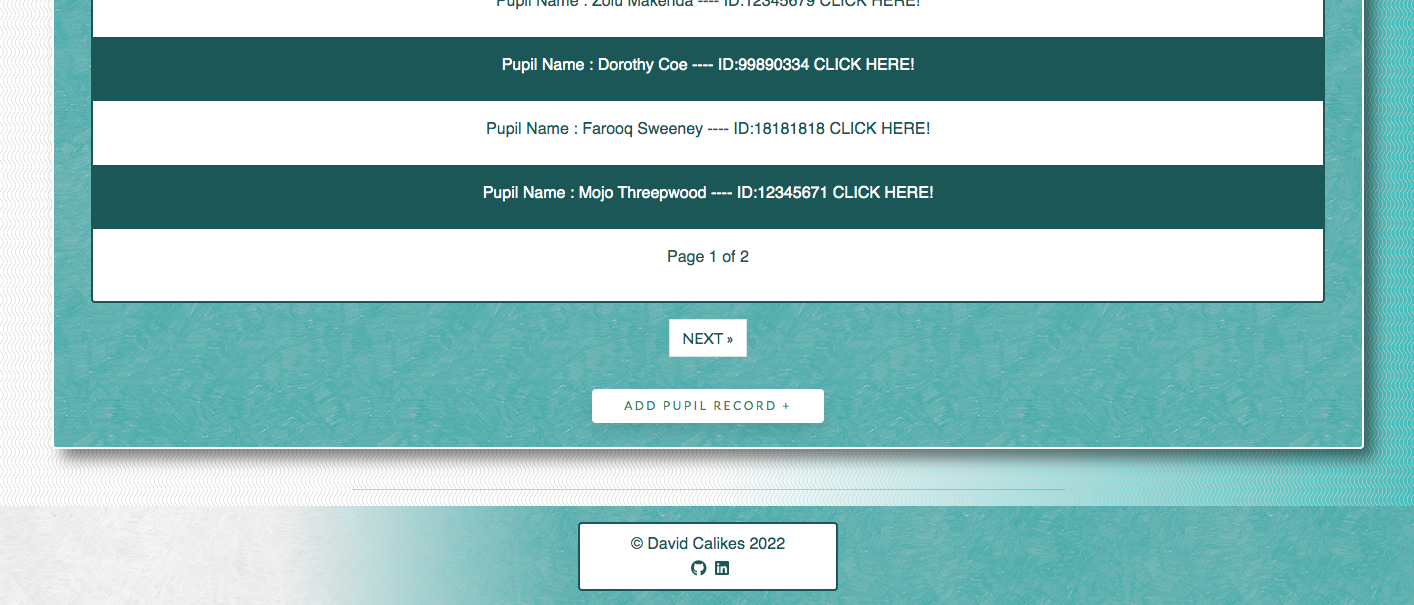 Pupil Name : Zolu Makenda ---- ID:12345679 CLICK HERE!
Pupil Name : Dorothy Coe ---- ID:99890334 CLICK HERE!
Pupil Name : Farooq Sweeney ---- ID:18181818 CLICK HERE!
Pupil Name : Mojo Threepwood ---- ID:12345671 CLICK HERE!
Page 1 of 2
NEXT »
ADD PUPIL RECORD +
© David Calikes 2022